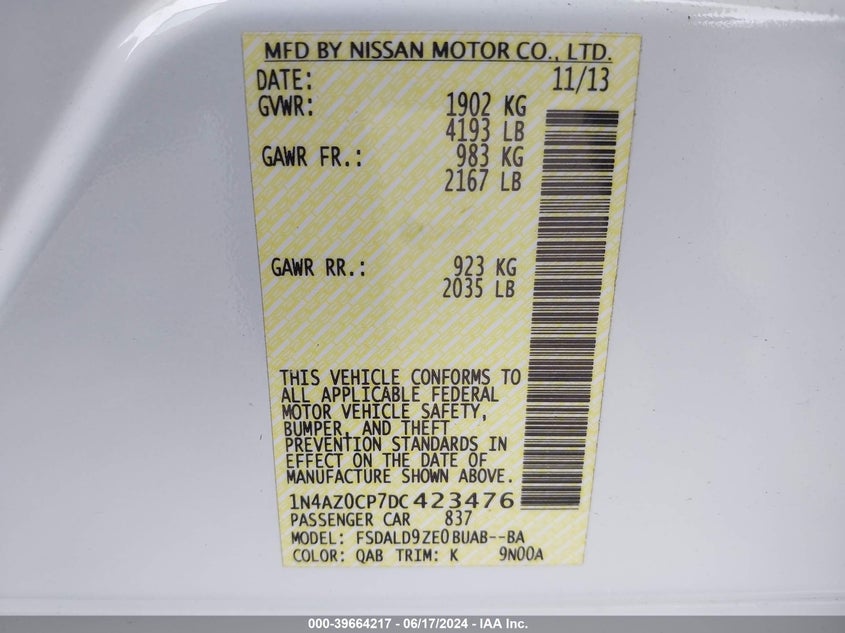 MFD BY NISSAN MOTOR CO., LTD.
DATE: 11/13
GVWR: 1902 KG
4193 LB
GAWR FR.: 983 KG
2167 LB
GAWR RR.: 923 KG
2035 LB
THIS VEHICLE CONFORMS TO
ALL APPLICABLE FEDERAL
MOTOR VEHICLE SAFETY,
BUMPER, AND THEFT
PREVENTION STANDARDS IN
EFFECT ON THE DATE OF
MANUFACTURE SHOWN ABOVE.
1N4AZ0CP7DC423476
PASSENGER CAR 837
MODEL: FSDALD9ZE0BUAB--BA
COLOR: QAB TRIM: K 9N00A
000-39664217 - 06/17/2024 - IAA Inc.